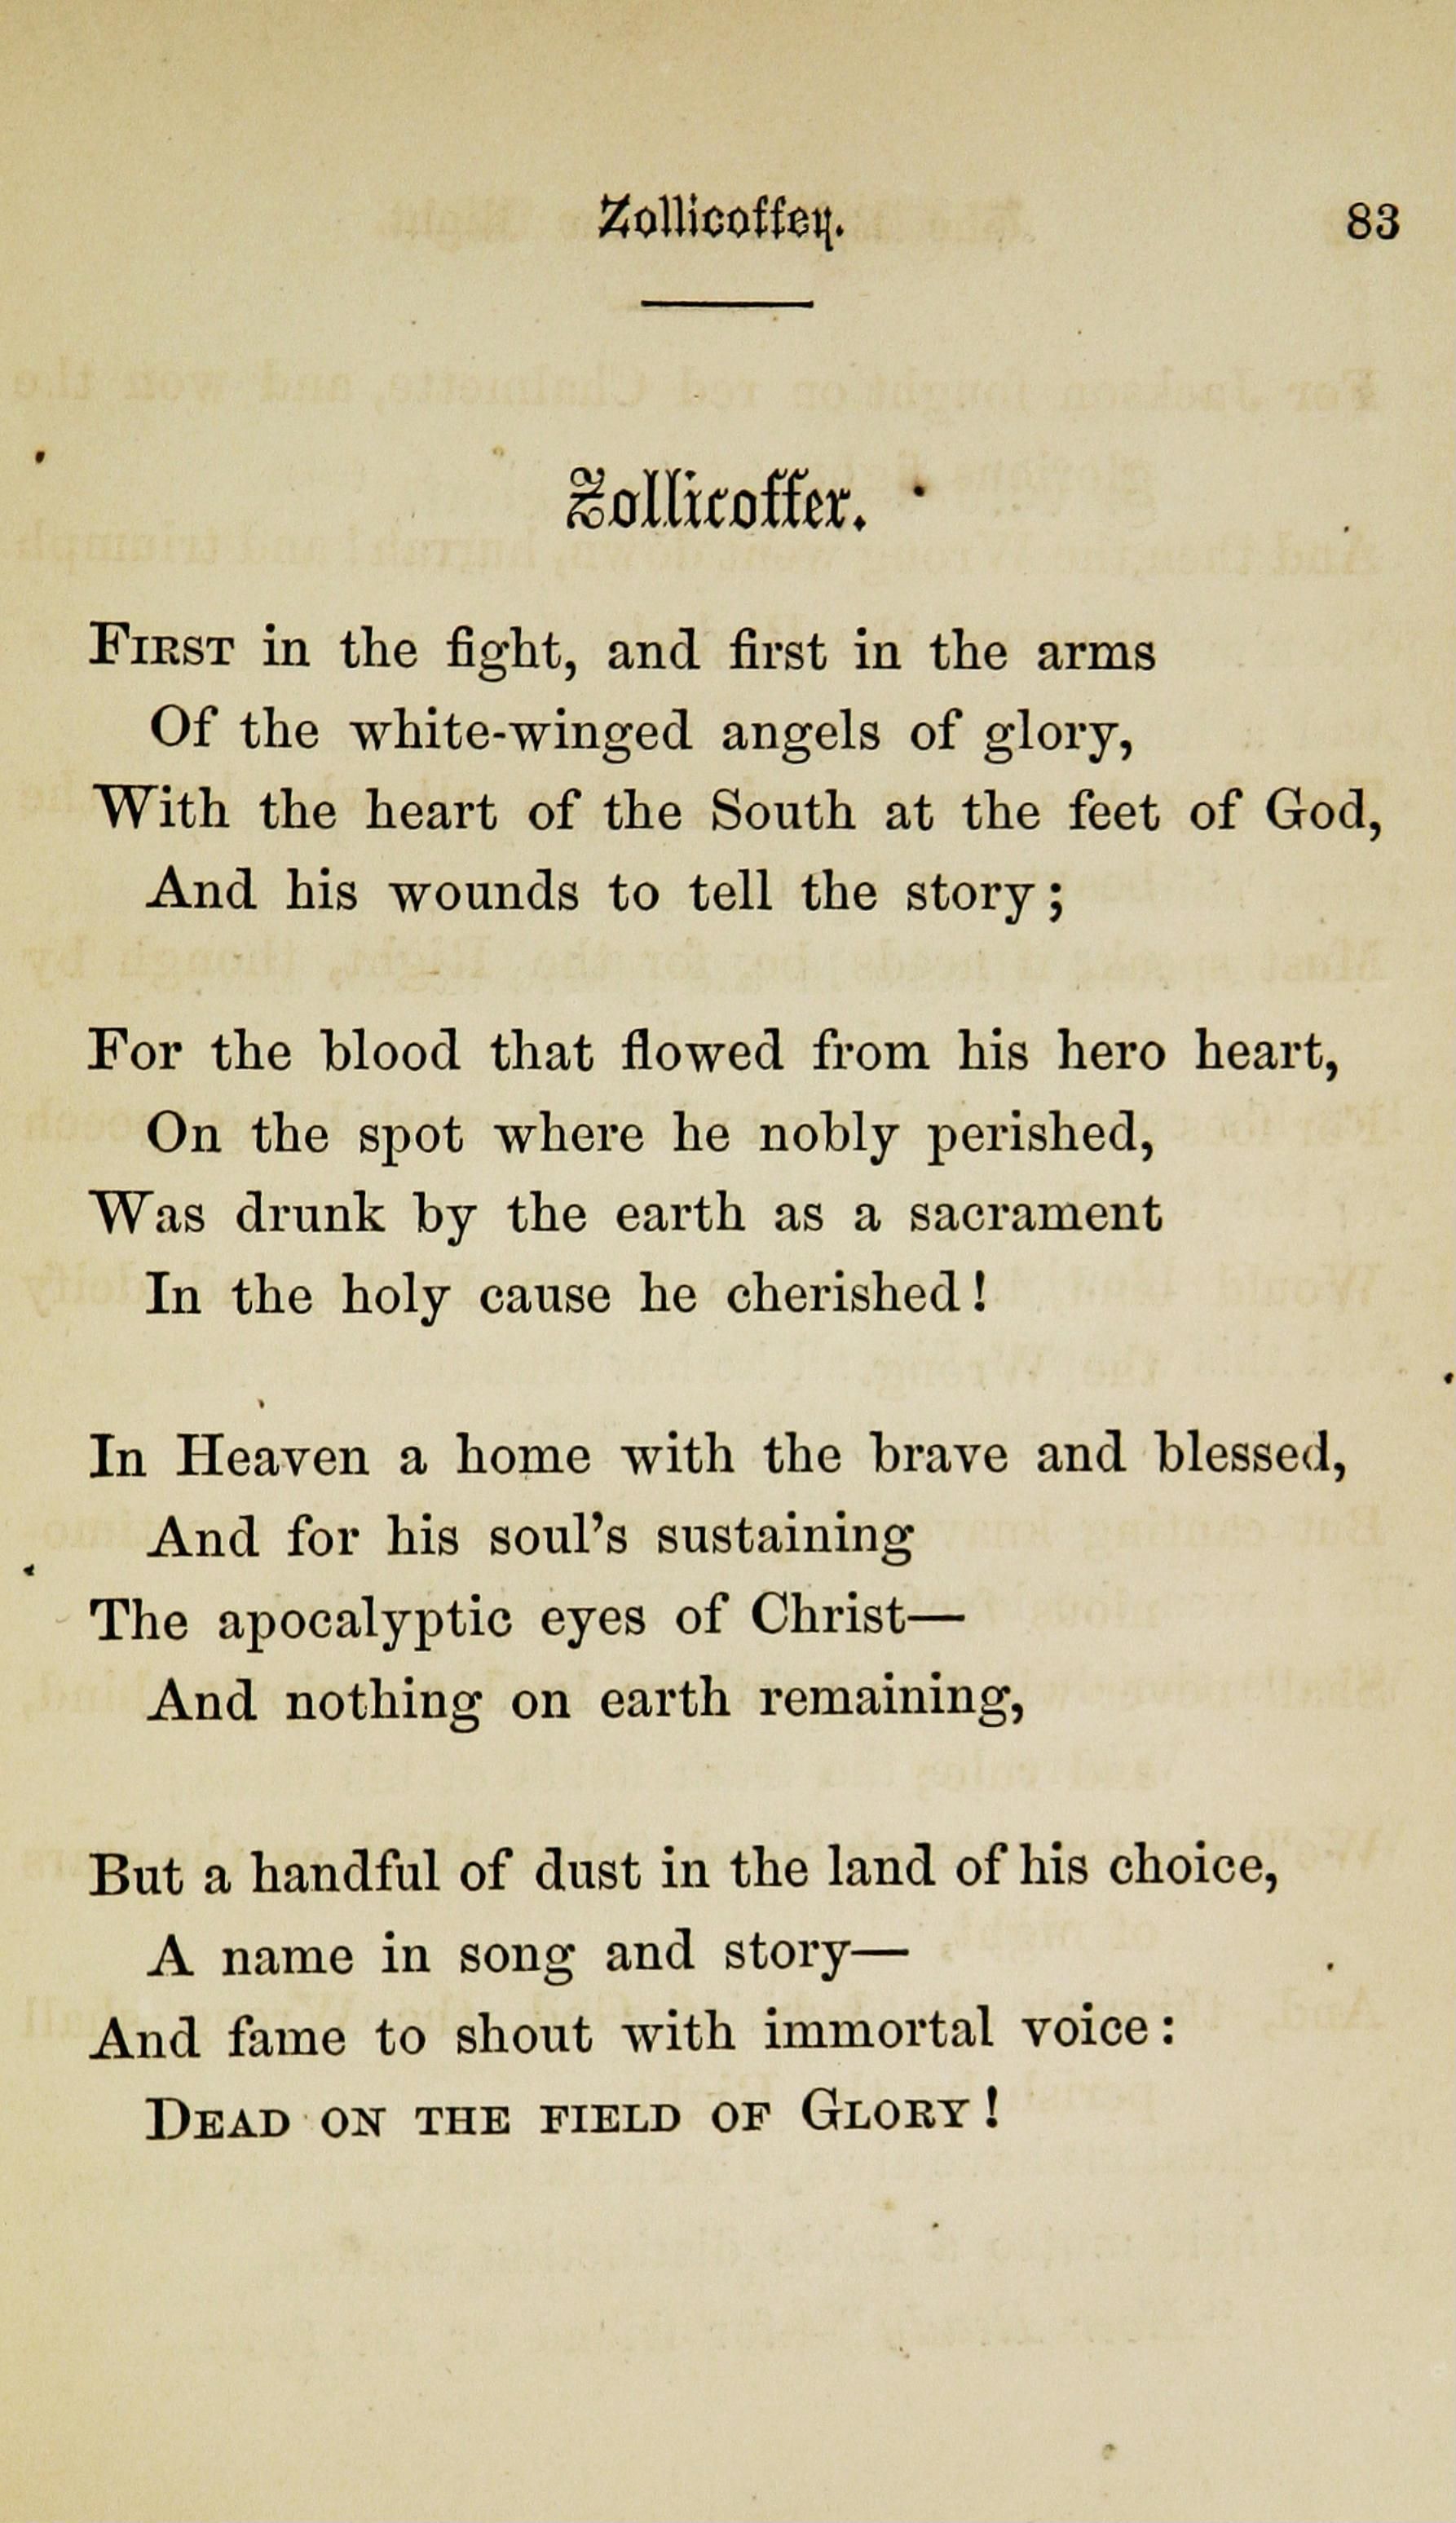 Zollicoffer.
83
Zollicoffer.
FIRST in the fight, and first in the arms
Of the white-winged angels of glory,
With the heart of the South at the feet of God,
And his wounds to tell the story;
For the blood that flowed from his hero heart,
On the spot where he nobly perished,
Was drunk by the earth as a sacrament
In the holy cause he cherished!
In Heaven a home with the brave and blessed,
And for his soul's sustaining
The apocalyptic eyes of Christ—
And nothing on earth remaining,
But a handful of dust in the land of his choice,
A name in song and story—
And fame to shout with immortal voice:
DEAD ON THE FIELD OF GLORY!